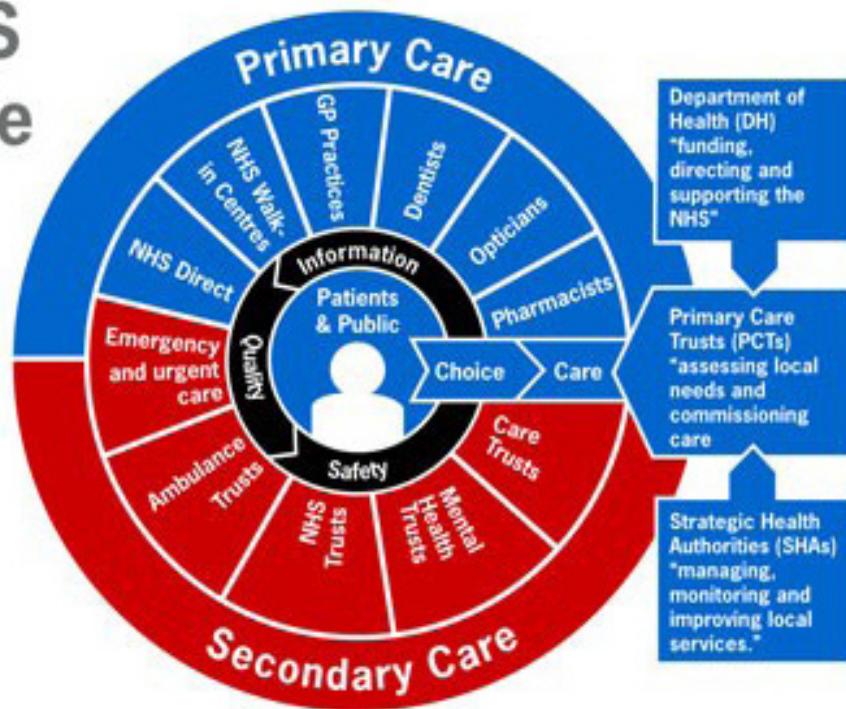 S
e
Primary Care
NHS Direct
NHS Walk-
in Centres
GP Practices
Dentists
Opticians
Pharmacists
Information
Quality
Safety
Patients
& Public
Choice
Care
Emergency
and urgent
care
Ambulance
Trusts
NHS
Trusts
Mental
Health
Trusts
Care
Trusts
Secondary Care
Department of
Health (DH)
"funding,
directing and
supporting the
NHS"
Primary Care
Trusts (PCTs)
"assessing local
needs and
commissioning
care
Strategic Health
Authorities (SHAs)
"managing,
monitoring and
improving local
services."